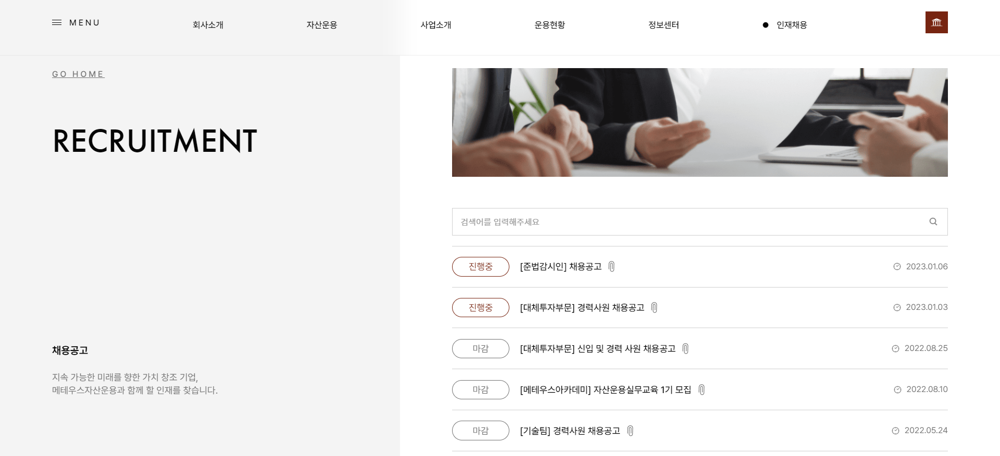 MENU
회사소개
자산운용
사업소개
운용현황
정보센터
인재채용
GO HOME
RECRUITMENT
채용공고
지속 가능한 미래를 향한 가치 창조 기업,
메테우스자산운용과 함께 할 인재를 찾습니다.
검색어를 입력해주세요
진행중 [준법감시인] 채용공고 2023.01.06
진행중 [대체투자부문] 경력사원 채용공고 2023.01.03
마감 [대체투자부문] 신입 및 경력 사원 채용공고 2022.08.25
마감 [메테우스아카데미] 자산운용실무교육 1기 모집 2022.08.10
마감 [기술팀] 경력사원 채용공고 2022.05.24